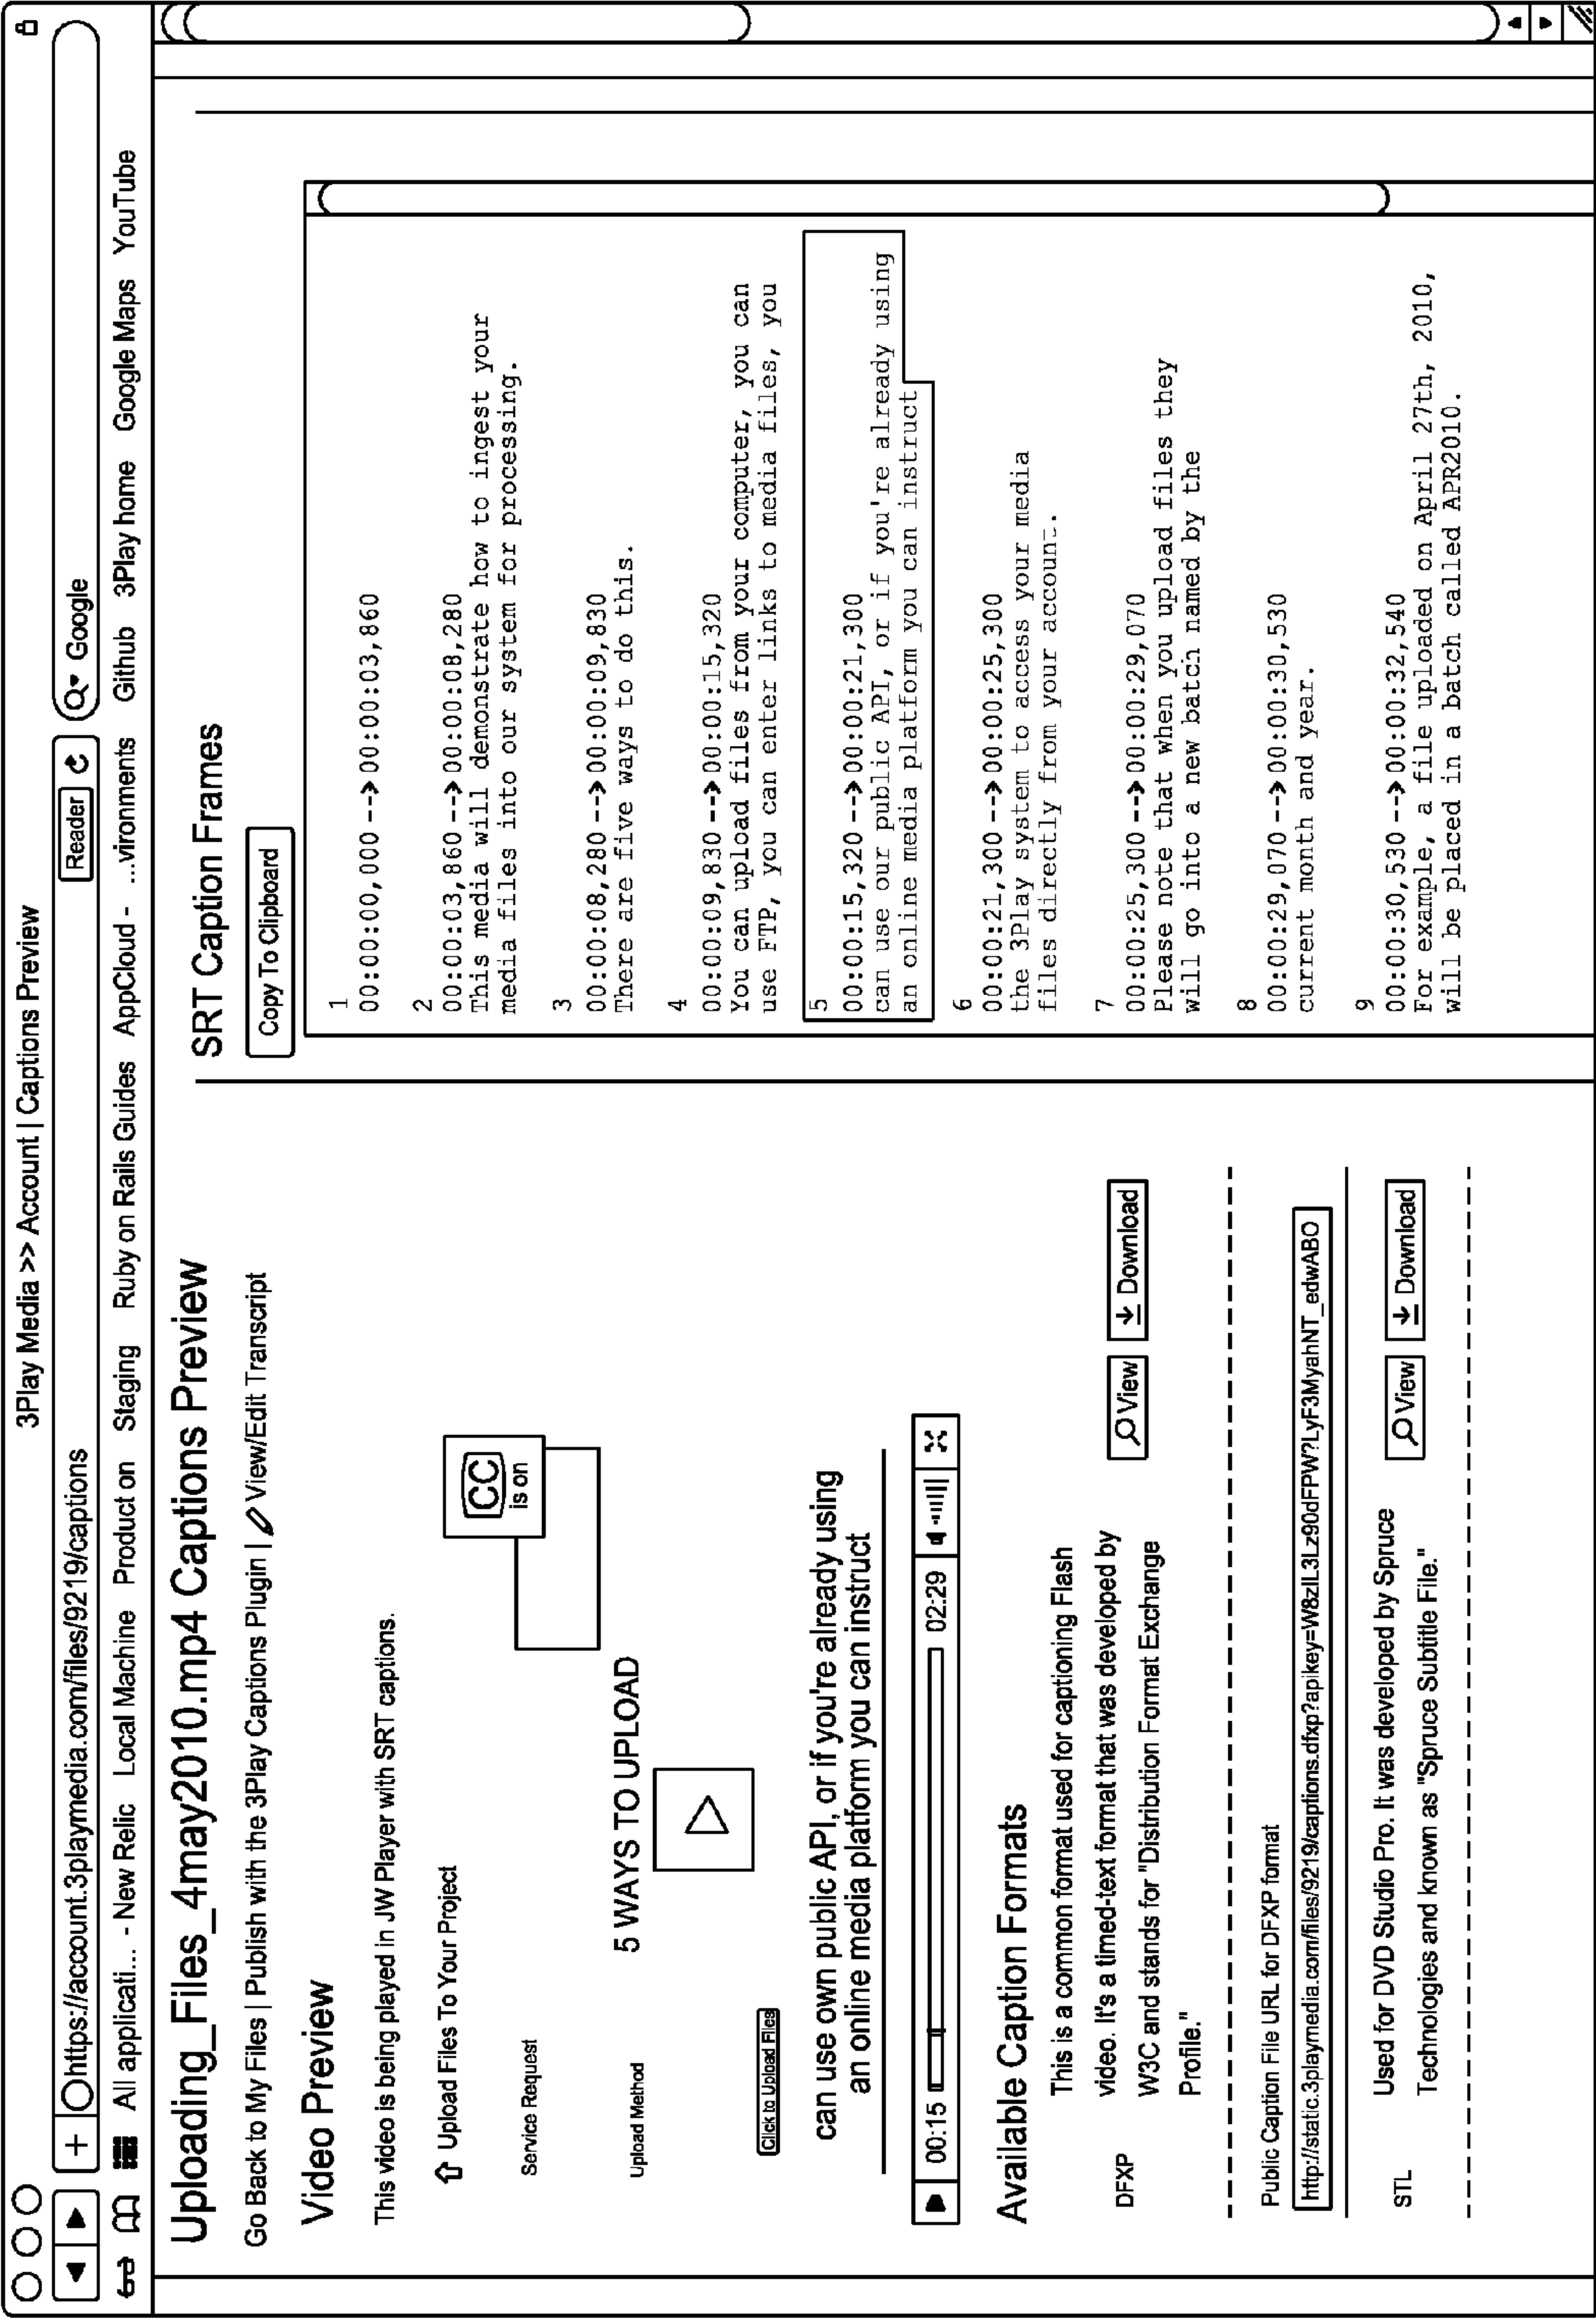 3Play Media >> Account | Captions Preview
https://account.3playmedia.com/files/9219/captions
Reader
Google
All applicati... - New Relic Local Machine Product on Staging Ruby on Rails Guides AppCloud - ...vironments Github 3Play home Google Maps YouTube
Uploading_Files_4may2010.mp4 Captions Preview
Go Back to My Files | Publish with the 3Play Captions Plugin | View/Edit Transcript
Video Preview
This video is being played in JW Player with SRT captions.
Upload Files To Your Project
CC
is on
Service Request
5 WAYS TO UPLOAD
Upload Method
Click to Upload Files
can use own public API, or if you're already using
an online media platform you can instruct
00:15 02:29
Available Caption Formats
DFXP
This is a common format used for captioning Flash
video. It's a timed-text format that was developed by
W3C and stands for "Distribution Format Exchange
Profile."
View
Download
Public Caption File URL for DFXP format
http://static.3playmedia.com/files/9219/captions.dfxp?apikey=W8zlL3Lz90dFPW?LyF3MyahNT_edwABO
STL
Used for DVD Studio Pro. It was developed by Spruce
Technologies and known as "Spruce Subtitle File."
View
Download
SRT Caption Frames
Copy To Clipboard
1
00:00:00,000 --> 00:00:03,860
2
00:00:03,860 --> 00:00:08,280
This media will demonstrate how to ingest your
media files into our system for processing.
3
00:00:08,280 --> 00:00:09,830
There are five ways to do this.
4
00:00:09,830 --> 00:00:15,320
You can upload files from your computer, you can
use FTP, you can enter links to media files, you
5
00:00:15,320 --> 00:00:21,300
can use our public API, or if you're already using
an online media platform you can instruct
6
00:00:21,300 --> 00:00:25,300
the 3Play system to access your media
files directly from your account.
7
00:00:25,300 --> 00:00:29,070
Please note that when you upload files they
will go into a new batch named by the
8
00:00:29,070 --> 00:00:30,530
current month and year.
9
00:00:30,530 --> 00:00:32,540
For example, a file uploaded on April 27th, 2010,
will be placed in a batch called APR2010.